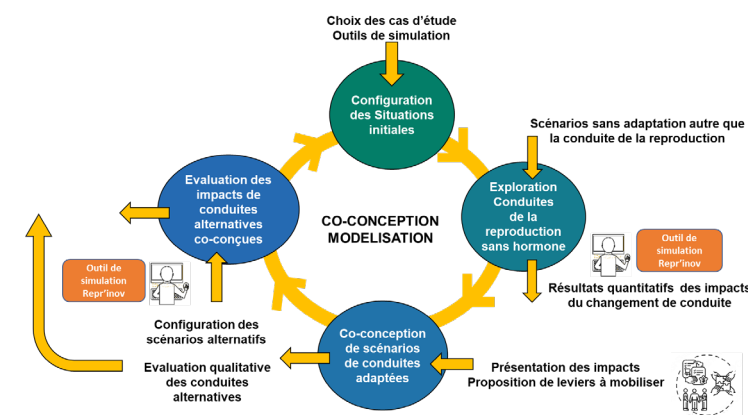 Choix des cas d'étude
Outils de simulation
Configuration
des Situations
initiales
Scénarios sans adaptation autre que
la conduite de la reproduction
Exploration
Conduites
de la
reproduction
sans hormone
Outil de
simulation
Repr'inov
Résultats quantitatifs des impacts
du changement de conduite
CO-CONCEPTION
MODELISATION
Evaluation des
impacts de
conduites
alternatives
co-conçues
Outil de
simulation
Repr'inov
Configuration des
scénarios alternatifs
Evaluation qualitative
des conduites
alternatives
Co-conception
de scénarios
de conduites
adaptées
Présentation des impacts
Proposition de leviers à mobiliser